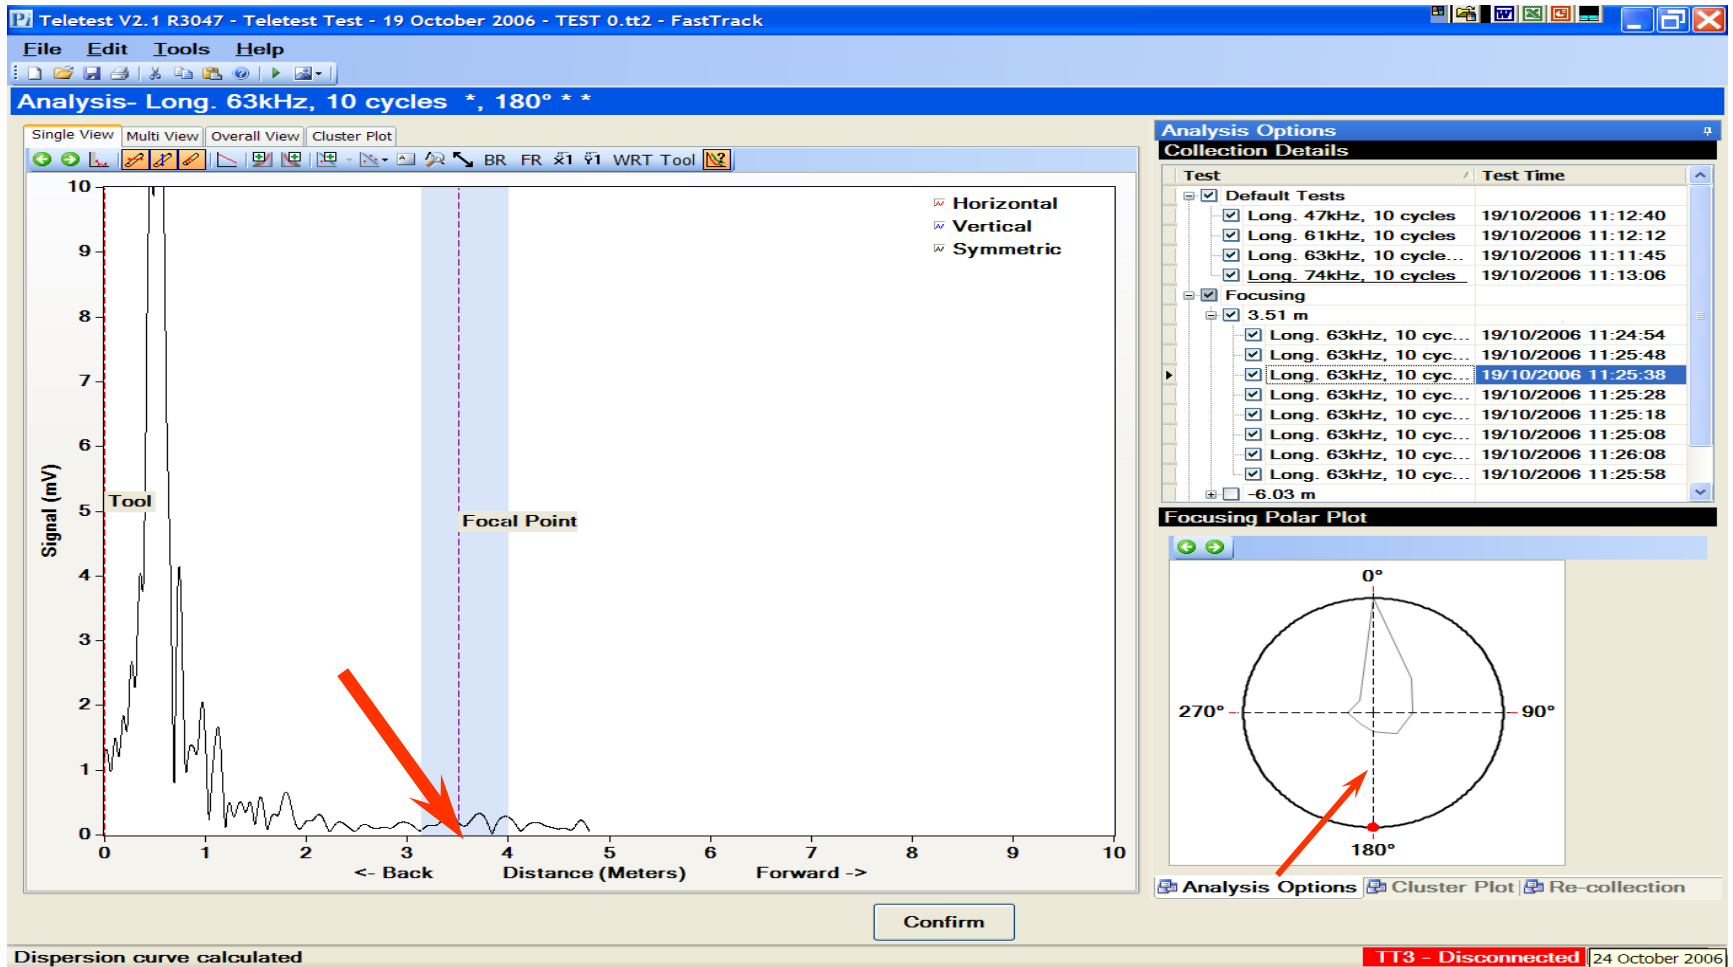 Teletest V2.1 R3047 - Teletest Test - 19 October 2006 - TEST 0.tt2 - FastTrack
File Edit Tools Help
Analysis- Long. 63kHz, 10 cycles *, 180° * *
Single View Multi View Overall View Cluster Plot
BR FR x̄1 ȳ1 WRT Tool
10
9
8
7
6
5
4
3
2
1
0
Signal (mV)
Horizontal
Vertical
Symmetric
Tool
Focal Point
0 1 2 3 4 5 6 7 8 9 10
<- Back Distance (Meters) Forward ->
Confirm
Analysis Options
Collection Details
Test Test Time
Default Tests
Long. 47kHz, 10 cycles 19/10/2006 11:12:40
Long. 61kHz, 10 cycles 19/10/2006 11:12:12
Long. 63kHz, 10 cycle... 19/10/2006 11:11:45
Long. 74kHz, 10 cycles 19/10/2006 11:13:06
Focusing
3.51 m
Long. 63kHz, 10 cyc... 19/10/2006 11:24:54
Long. 63kHz, 10 cyc... 19/10/2006 11:25:48
Long. 63kHz, 10 cyc... 19/10/2006 11:25:38
Long. 63kHz, 10 cyc... 19/10/2006 11:25:28
Long. 63kHz, 10 cyc... 19/10/2006 11:25:18
Long. 63kHz, 10 cyc... 19/10/2006 11:25:08
Long. 63kHz, 10 cyc... 19/10/2006 11:26:08
Long. 63kHz, 10 cyc... 19/10/2006 11:25:58
-6.03 m
Focusing Polar Plot
0°
270° 90°
180°
Analysis Options Cluster Plot Re-collection
Dispersion curve calculated
TT3 - Disconnected 24 October 2006